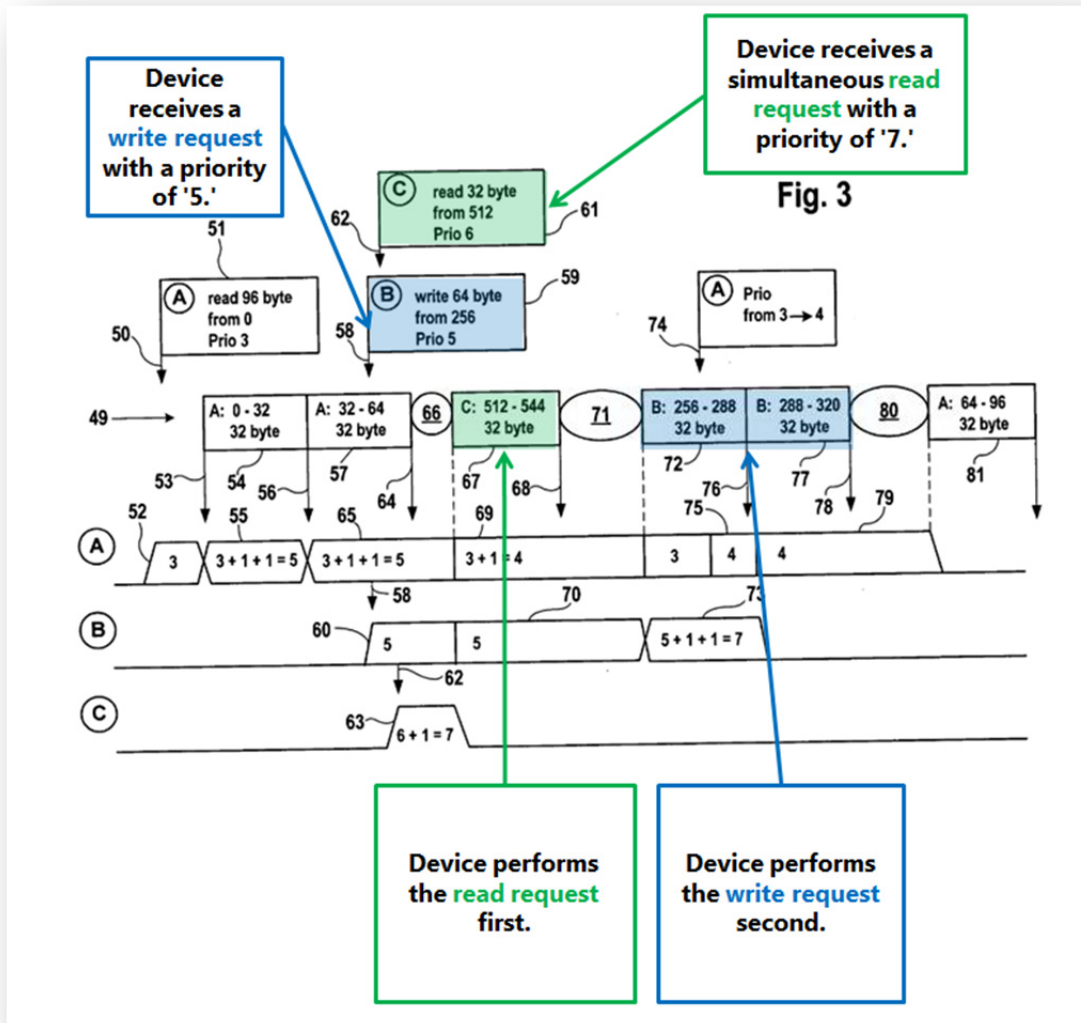 Device
receives a
write request
with a priority
of '5.'
Device receives a
simultaneous read
request with a
priority of '7.'
Fig. 3
51
62
C
read 32 byte
from 512
Prio 6
61
50
A
read 96 byte
from 0
Prio 3
58
B
write 64 byte
from 256
Prio 5
59
74
A
Prio
from 3→4
49
A: 0 - 32
32 byte
A: 32 - 64
32 byte
66
C: 512 - 544
32 byte
71
B: 256 - 288
32 byte
B: 288 - 320
32 byte
80
A: 64 - 96
32 byte
53
54
56
57
64
67
68
72
76
77
78
81
52
55
65
69
75
79
A
3
3 + 1 + 1 = 5
3 + 1 + 1 = 5
3 + 1 = 4
3
4
4
58
70
73
B
60
5
5
5 + 1 + 1 = 7
62
C
63
6 + 1 = 7
Device performs
the read request
first.
Device performs
the write request
second.